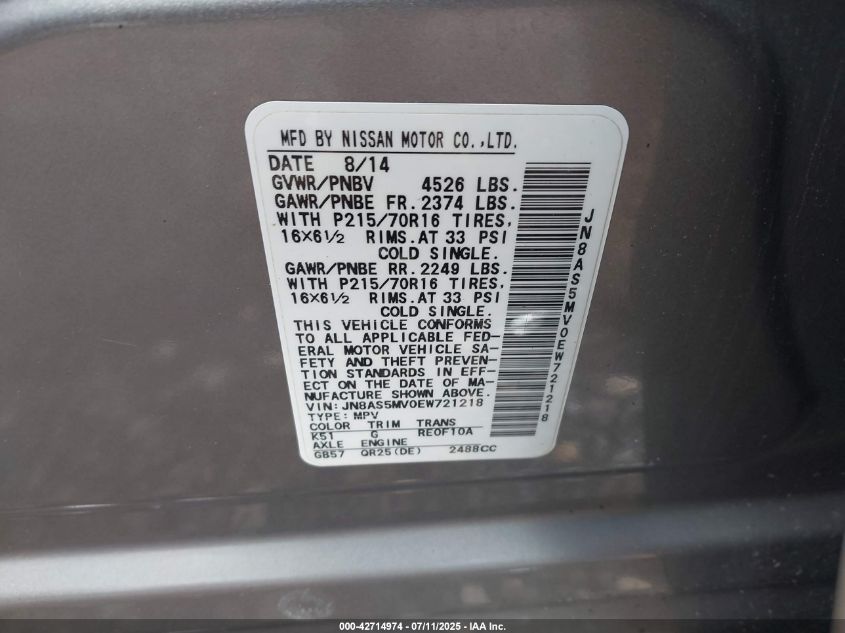 MFD BY NISSAN MOTOR CO.,LTD.
DATE 8/14
GVWR/PNBV 4526 LBS.
GAWR/PNBE FR. 2374 LBS.
WITH P215/70R16 TIRES,
16×6½ RIMS.AT 33 PSI
COLD SINGLE.
GAWR/PNBE RR. 2249 LBS.
WITH P215/70R16 TIRES,
16×6½ RIMS.AT 33 PSI
COLD SINGLE.
THIS VEHICLE CONFORMS
TO ALL APPLICABLE FED-
ERAL MOTOR VEHICLE SA-
FETY AND THEFT PREVEN-
TION STANDARDS IN EFF-
ECT ON THE DATE OF MA-
NUFACTURE SHOWN ABOVE.
VIN: JN8AS5MV0EW721218
TYPE: MPV
COLOR TRIM TRANS
K51 G RE0F10A
AXLE ENGINE
GB57 QR25(DE) 2488CC
JN8AS5MV0EW721218
000-42714974 - 07/11/2025 - IAA Inc.